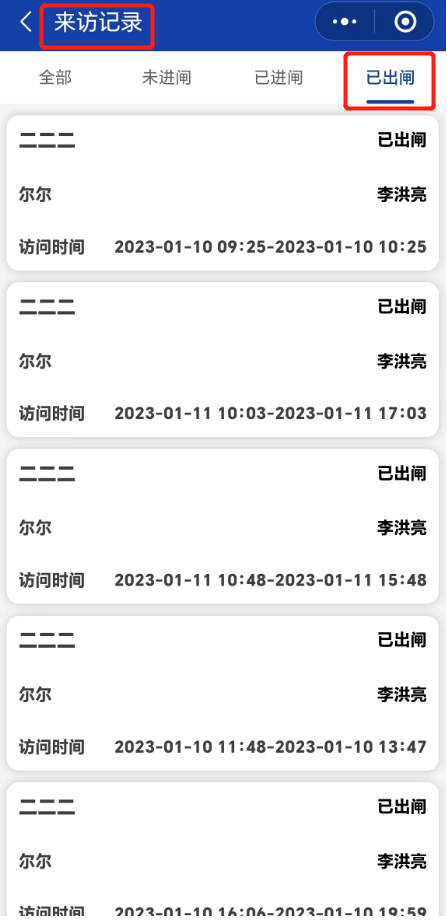 来访记录
全部 未进闸 已进闸 已出闸
二二二 已出闸
尔尔 李洪亮
访问时间 2023-01-10 09:25-2023-01-10 10:25
二二二 已出闸
尔尔 李洪亮
访问时间 2023-01-11 10:03-2023-01-11 17:03
二二二 已出闸
尔尔 李洪亮
访问时间 2023-01-11 10:48-2023-01-11 15:48
二二二 已出闸
尔尔 李洪亮
访问时间 2023-01-10 11:48-2023-01-10 13:47
二二二 已出闸
尔尔 李洪亮
访问时间 2023-01-10 16:06-2023-01-10 19:59